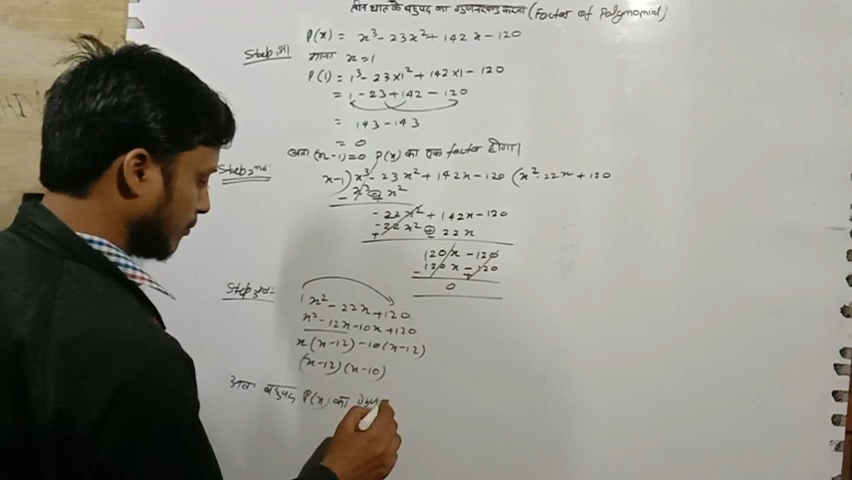 तीन घात के बहुपद का गुणनखण्ड करना (Factor of Polynomial)
P(x) = x³ - 23x² + 142x - 120
Step 1st
माना x = 1
P(1) = 1³ - 23×1² + 142×1 - 120
= 1 - 23 + 142 - 120
= 143 - 143
= 0
अतः (x-1)=0 P(x) का एक factor होगा।
Step 2nd:
x-1) x³ - 23x² + 142x - 120 (x² - 22x + 120
- x³ ⊕ x²
- 22x² + 142x - 120
+ - 22x² ⊕ 22x
120x - 120
- 120x - 120
0
Step 3rd:
x² - 22x + 120
x² - 12x - 10x + 120
x(x-12) - 10(x-12)
(x-12)(x-10)
अतः बहुपद P(x) का